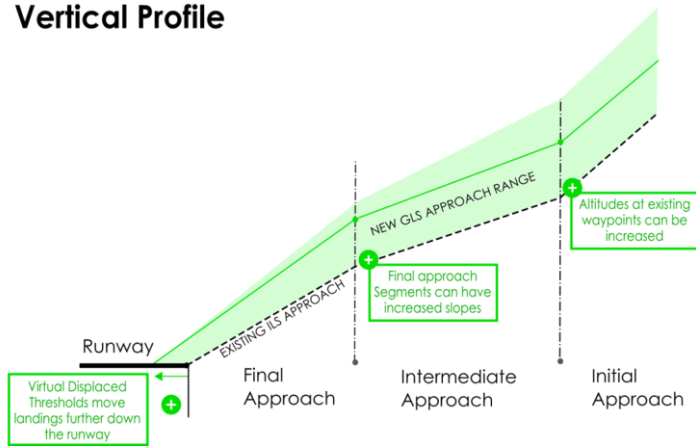 Vertical Profile
NEW GLS APPROACH RANGE
Altitudes at existing
waypoints can be
increased
EXISTING ILS APPROACH
Final approach
Segments can have
increased slopes
Runway
Final
Approach
Intermediate
Approach
Initial
Approach
Virtual Displaced
Thresholds move
landings further down
the runway